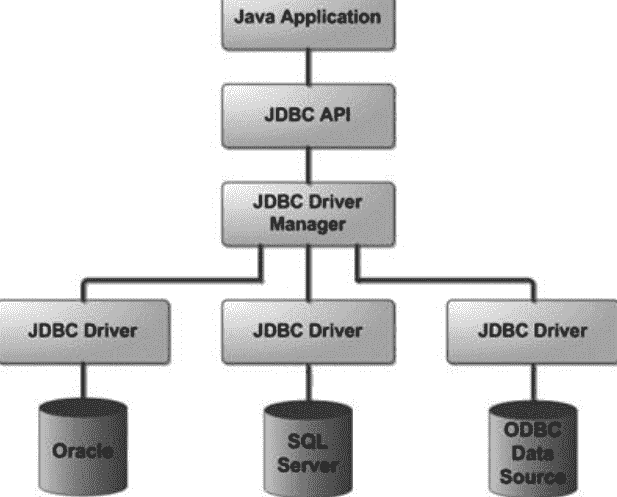 Java Application
JDBC API
JDBC Driver
Manager
JDBC Driver
JDBC Driver
JDBC Driver
Oracle
SQL
Server
ODBC
Data
Source